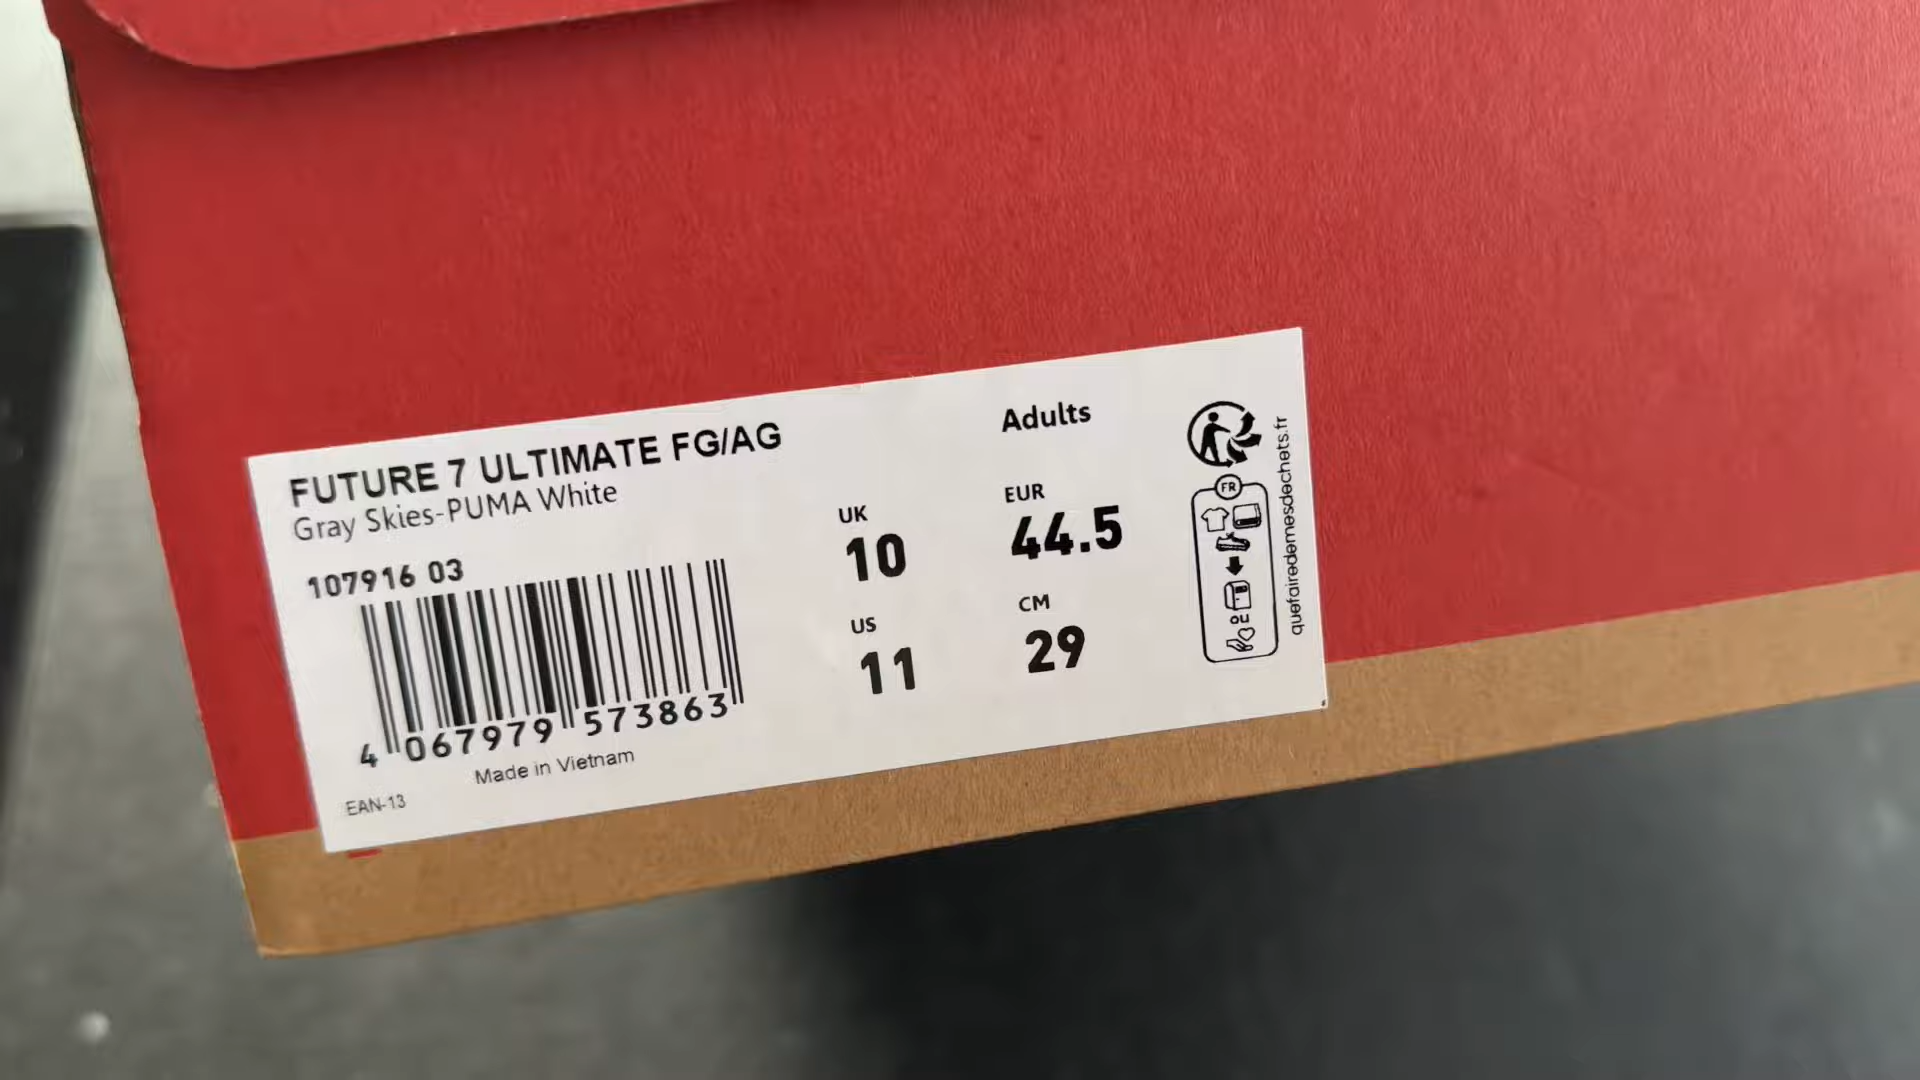 FUTURE 7 ULTIMATE FG/AG
Gray Skies-PUMA White
107916 03
4 067979 573863
Made in Vietnam
EAN-13
Adults
UK
10
EUR
44.5
US
11
CM
29
FR
ou
quefairedemesdechets.fr